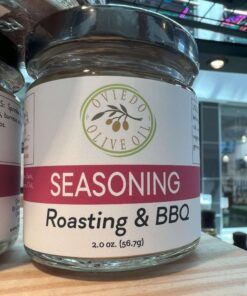 OVIEDO
OLIVE OIL
SEASONING
Roasting & BBQ
2.0 oz. (56.7g)